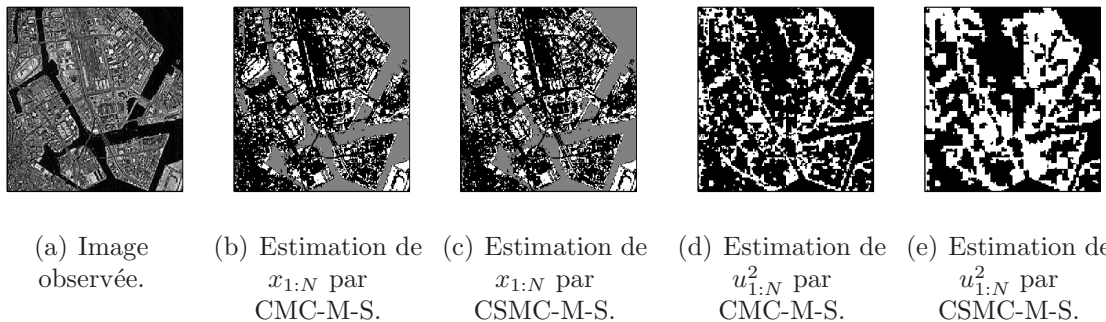 (a) Image
observée.
(b) Estimation de
x_{1:N} par
CMC-M-S.
(c) Estimation de
x_{1:N} par
CSMC-M-S.
(d) Estimation de
u^2_{1:N} par
CMC-M-S.
(e) Estimation de
u^2_{1:N} par
CSMC-M-S.